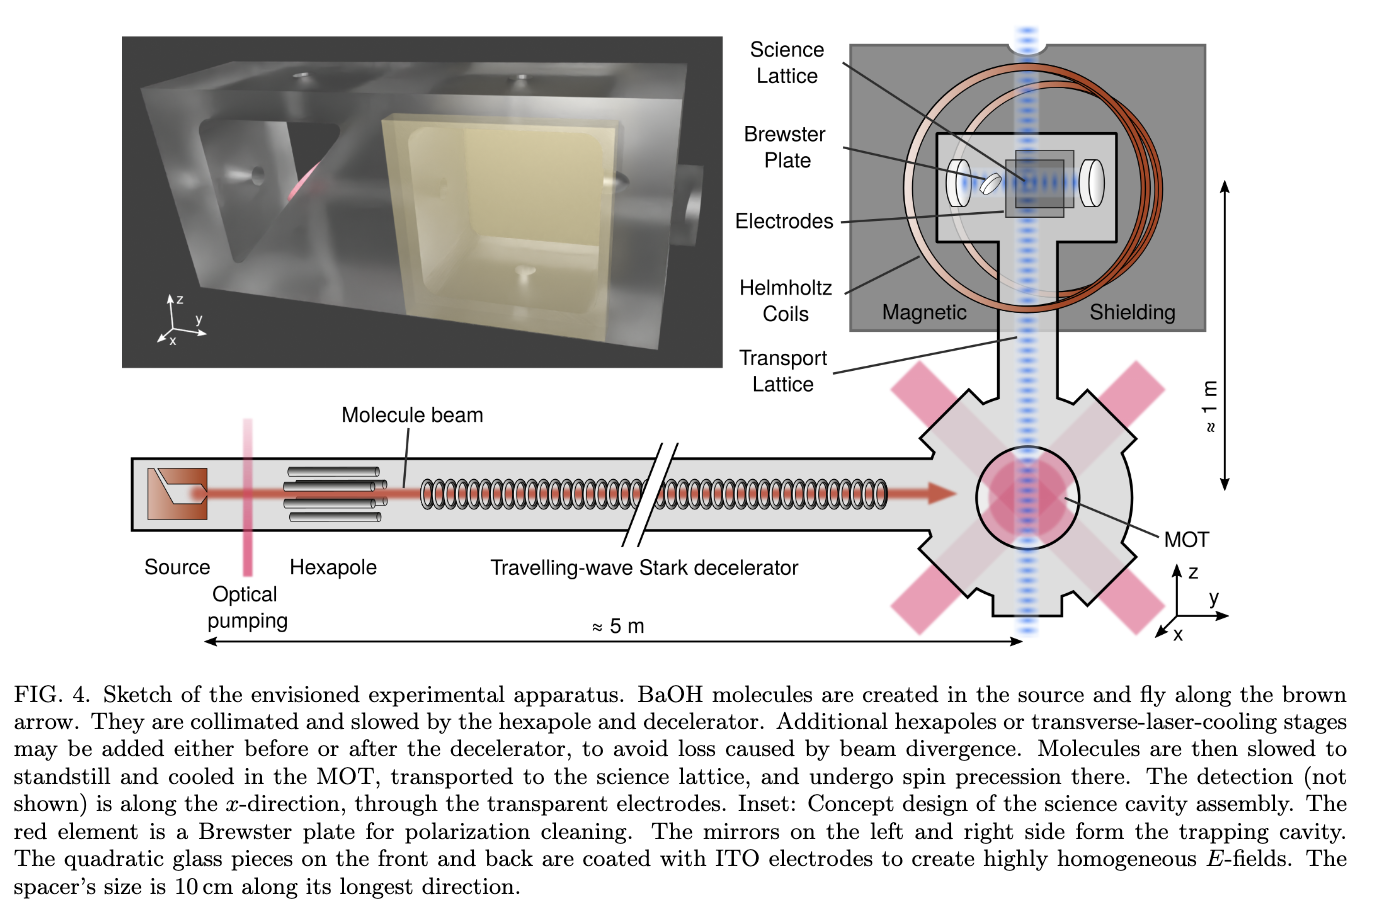 z
y
x
Science
Lattice
Brewster
Plate
Electrodes
Helmholtz
Coils
Magnetic
Shielding
Transport
Lattice
≈ 1 m
Molecule beam
Source
Optical
pumping
Hexapole
Travelling-wave Stark decelerator
MOT
z
y
x
≈ 5 m
FIG. 4. Sketch of the envisioned experimental apparatus. BaOH molecules are created in the source and fly along the brown
arrow. They are collimated and slowed by the hexapole and decelerator. Additional hexapoles or transverse-laser-cooling stages
may be added either before or after the decelerator, to avoid loss caused by beam divergence. Molecules are then slowed to
standstill and cooled in the MOT, transported to the science lattice, and undergo spin precession there. The detection (not
shown) is along the x-direction, through the transparent electrodes. Inset: Concept design of the science cavity assembly. The
red element is a Brewster plate for polarization cleaning. The mirrors on the left and right side form the trapping cavity.
The quadratic glass pieces on the front and back are coated with ITO electrodes to create highly homogeneous E-fields. The
spacer's size is 10 cm along its longest direction.